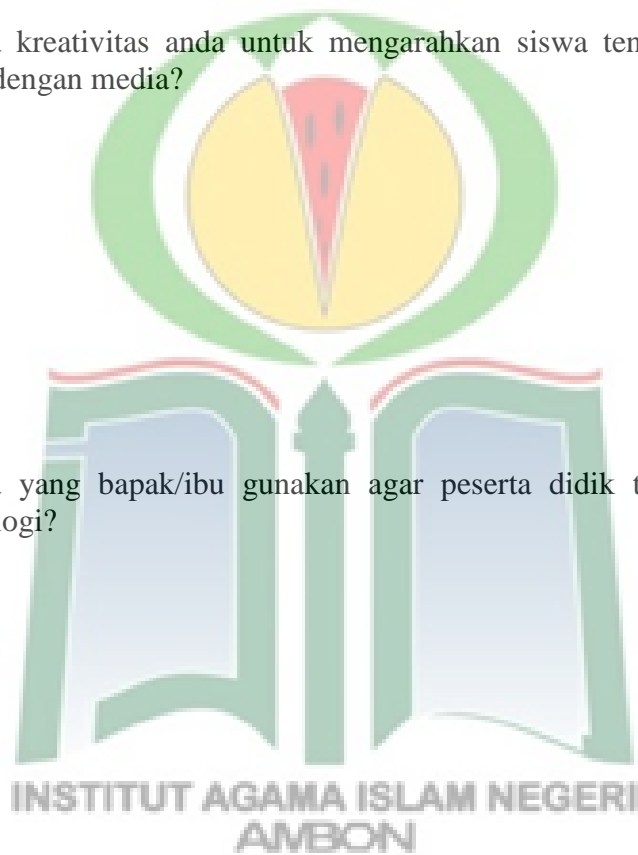 kreativitas anda untuk mengarahkan siswa
dengan media?
yang bapak/ibu gunakan agar peserta didik
INSTITUT AGAMA ISLAM NEGERI
AMBON